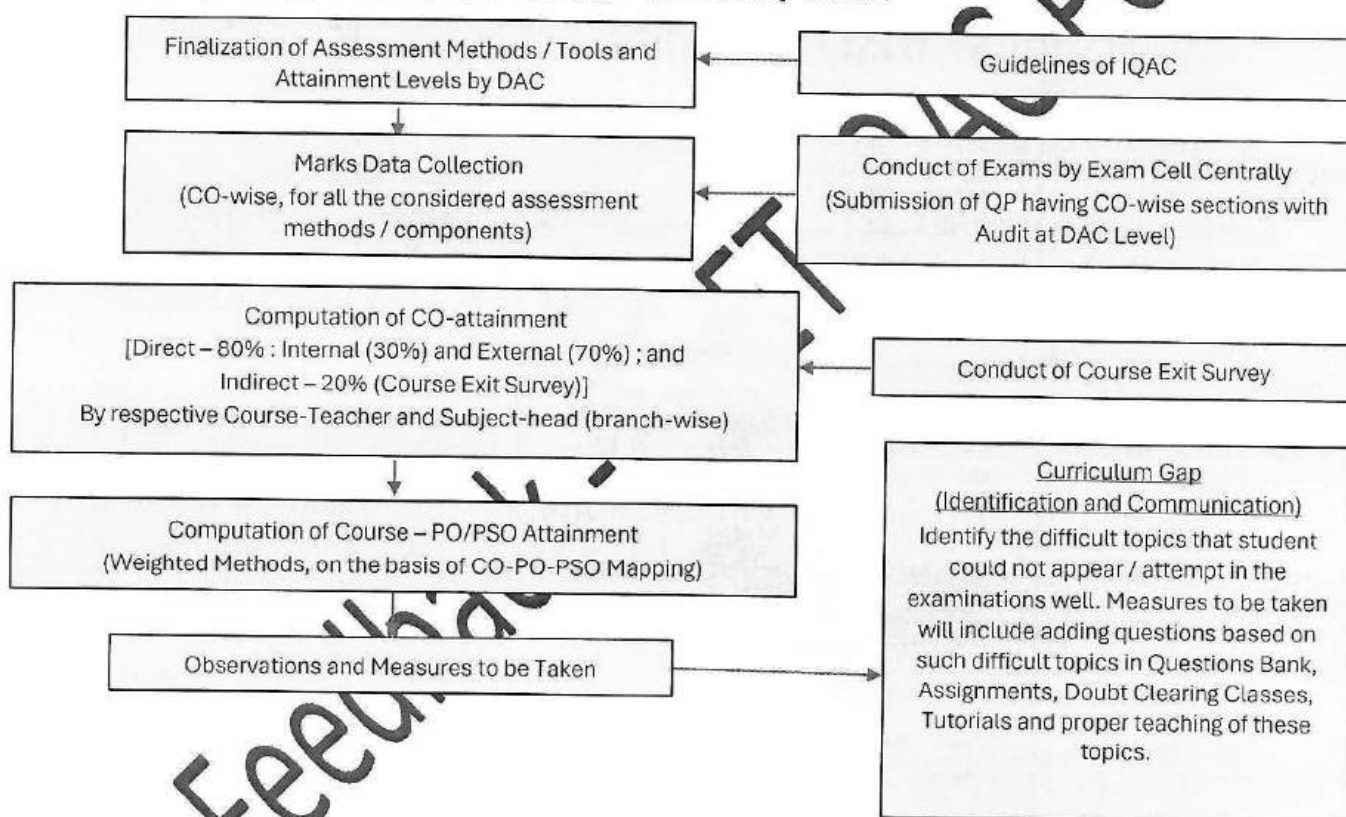 Finalization of Assessment Methods / Tools and
Attainment Levels by DAC
Guidelines of IQAC
Marks Data Collection
(CO-wise, for all the considered assessment
methods / components)
Conduct of Exams by Exam Cell Centrally
(Submission of QP having CO-wise sections with
Audit at DAC Level)
Computation of CO-attainment
[Direct – 80% : Internal (30%) and External (70%) ; and
Indirect – 20% (Course Exit Survey)]
By respective Course-Teacher and Subject-head (branch-wise)
Conduct of Course Exit Survey
Computation of Course – PO/PSO Attainment
(Weighted Methods, on the basis of CO-PO-PSO Mapping)
Observations and Measures to be Taken
Curriculum Gap
(Identification and Communication)
Identify the difficult topics that student
could not appear / attempt in the
examinations well. Measures to be taken
will include adding questions based on
such difficult topics in Questions Bank,
Assignments, Doubt Clearing Classes,
Tutorials and proper teaching of these
topics.
Feedback -